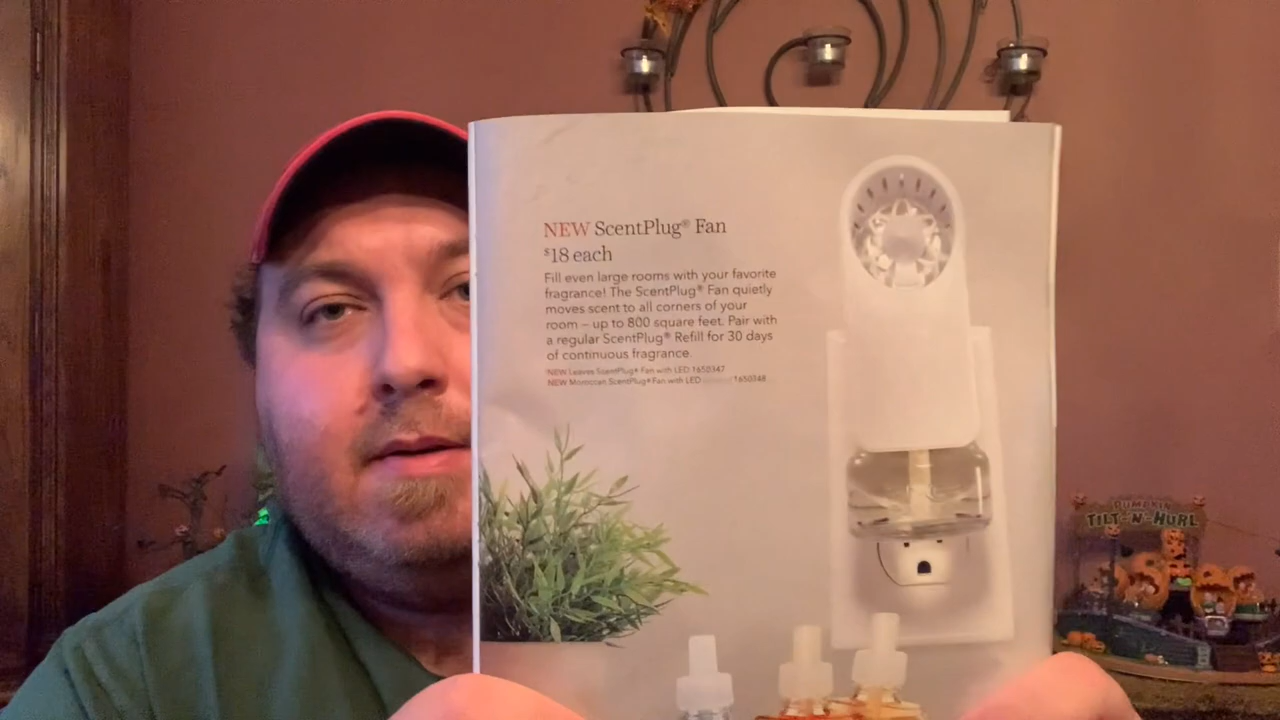 NEW ScentPlug® Fan
$18 each
Fill even large rooms with your favorite
fragrance! The ScentPlug® Fan quietly
moves scent to all corners of your
room – up to 800 square feet. Pair with
a regular ScentPlug® Refill for 30 days
of continuous fragrance.
NEW Leaves ScentPlug® Fan with LED 1650347
NEW Moroccan ScentPlug® Fan with LED 1650348
PUMPKIN
TILT-N-HURL